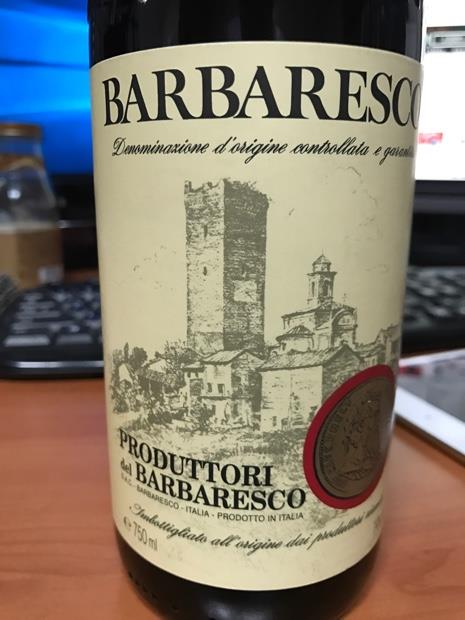 BARBARESCO
Denominazione d'origine controllata e garantita
PRODUTTORI
del BARBARESCO
S.A.C. - BARBARESCO - ITALIA - PRODOTTO IN ITALIA
Imbottigliato all'origine dai produttori
e 750 ml